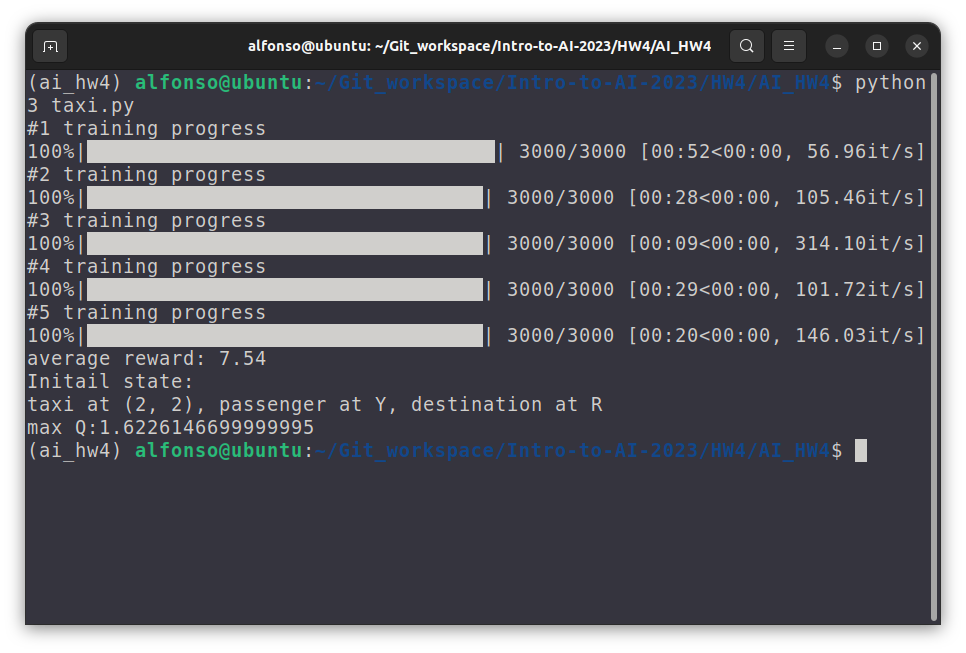 alfonso@ubuntu: ~/Git_workspace/Intro-to-AI-2023/HW4/AI_HW4
(ai_hw4) alfonso@ubuntu:~/Git_workspace/Intro-to-AI-2023/HW4/AI_HW4$ python
3 taxi.py
#1 training progress
100%|██████████████████████████████████| 3000/3000 [00:52<00:00, 56.96it/s]
#2 training progress
100%|█████████████████████████████████| 3000/3000 [00:28<00:00, 105.46it/s]
#3 training progress
100%|█████████████████████████████████| 3000/3000 [00:09<00:00, 314.10it/s]
#4 training progress
100%|█████████████████████████████████| 3000/3000 [00:29<00:00, 101.72it/s]
#5 training progress
100%|█████████████████████████████████| 3000/3000 [00:20<00:00, 146.03it/s]
average reward: 7.54
Initail state:
taxi at (2, 2), passenger at Y, destination at R
max Q:1.6226146699999995
(ai_hw4) alfonso@ubuntu:~/Git_workspace/Intro-to-AI-2023/HW4/AI_HW4$